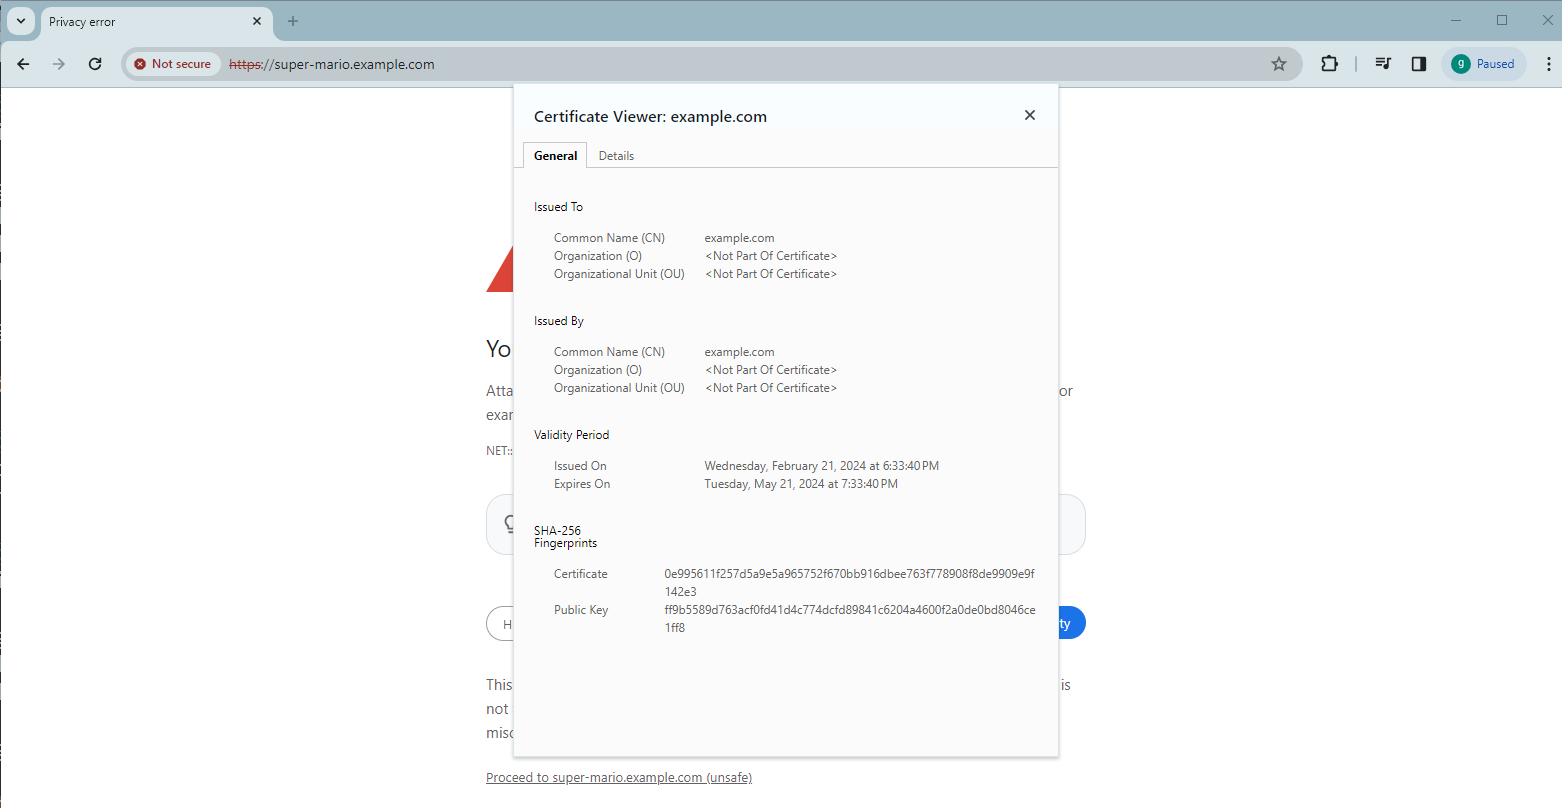 Privacy error
Not secure https://super-mario.example.com
g Paused
Certificate Viewer: example.com
General Details
Issued To
Common Name (CN) example.com
Organization (O) <Not Part Of Certificate>
Organizational Unit (OU) <Not Part Of Certificate>
Issued By
Common Name (CN) example.com
Organization (O) <Not Part Of Certificate>
Organizational Unit (OU) <Not Part Of Certificate>
Validity Period
Issued On Wednesday, February 21, 2024 at 6:33:40 PM
Expires On Tuesday, May 21, 2024 at 7:33:40 PM
SHA-256
Fingerprints
Certificate 0e995611f257d5a9e5a965752f670bb916dbee763f778908f8de9909e9f
142e3
Public Key ff9b5589d763acf0fd41d4c774dcfd89841c6204a4600f2a0de0bd8046ce
1ff8
Yo
Atta or
exar
NET::
H ty
This is
not
misc
Proceed to super-mario.example.com (unsafe)